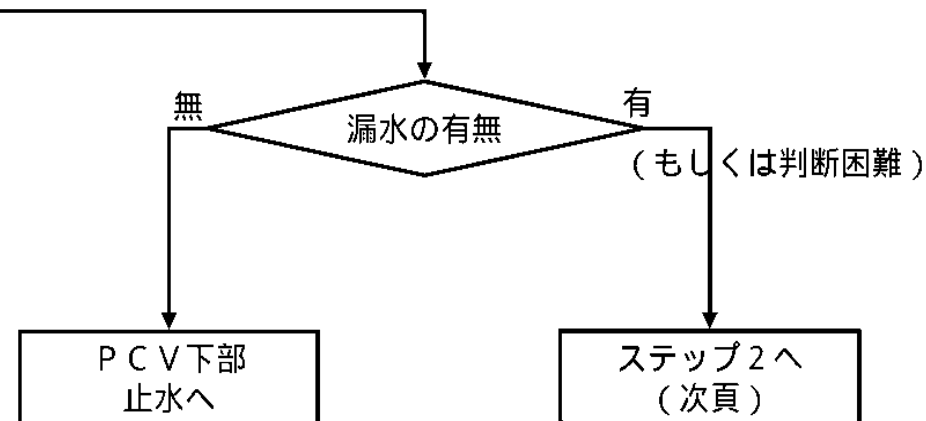 無
有
漏水の有無
(もしくは判断困難)
PCV下部
止水へ
ステップ2へ
(次頁)